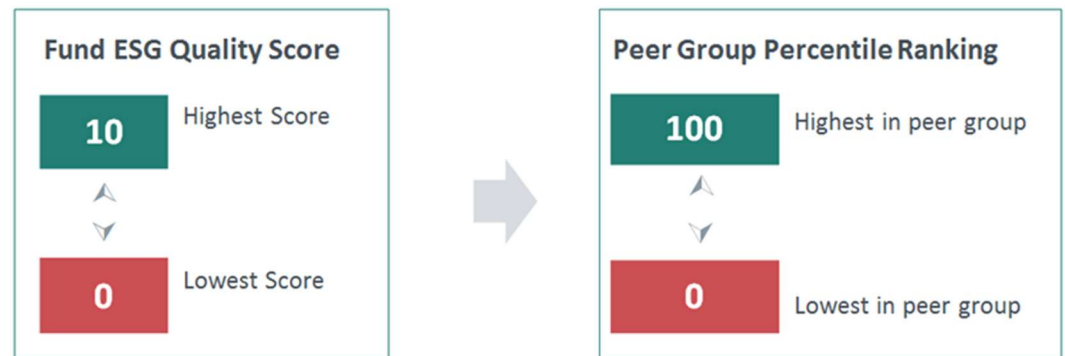 Fund ESG Quality Score
10
Highest Score
0
Lowest Score
Peer Group Percentile Ranking
100
Highest in peer group
0
Lowest in peer group